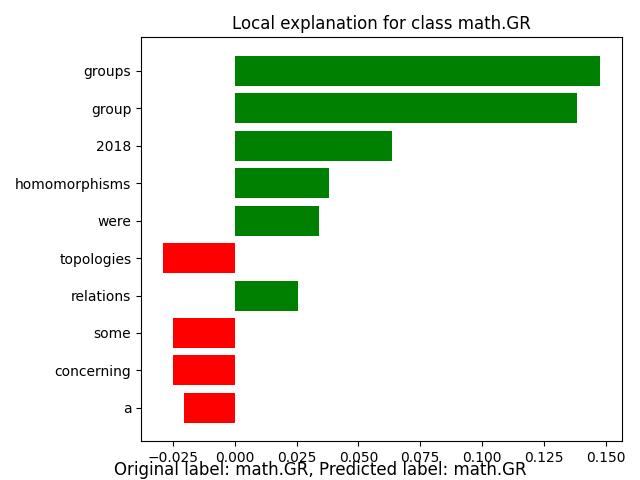 Local explanation for class math.GR
groups
group
2018
homomorphisms
were
topologies
relations
some
concerning
a
−0.025 0.000 0.025 0.050 0.075 0.100 0.125 0.150
Original label: math.GR, Predicted label: math.GR